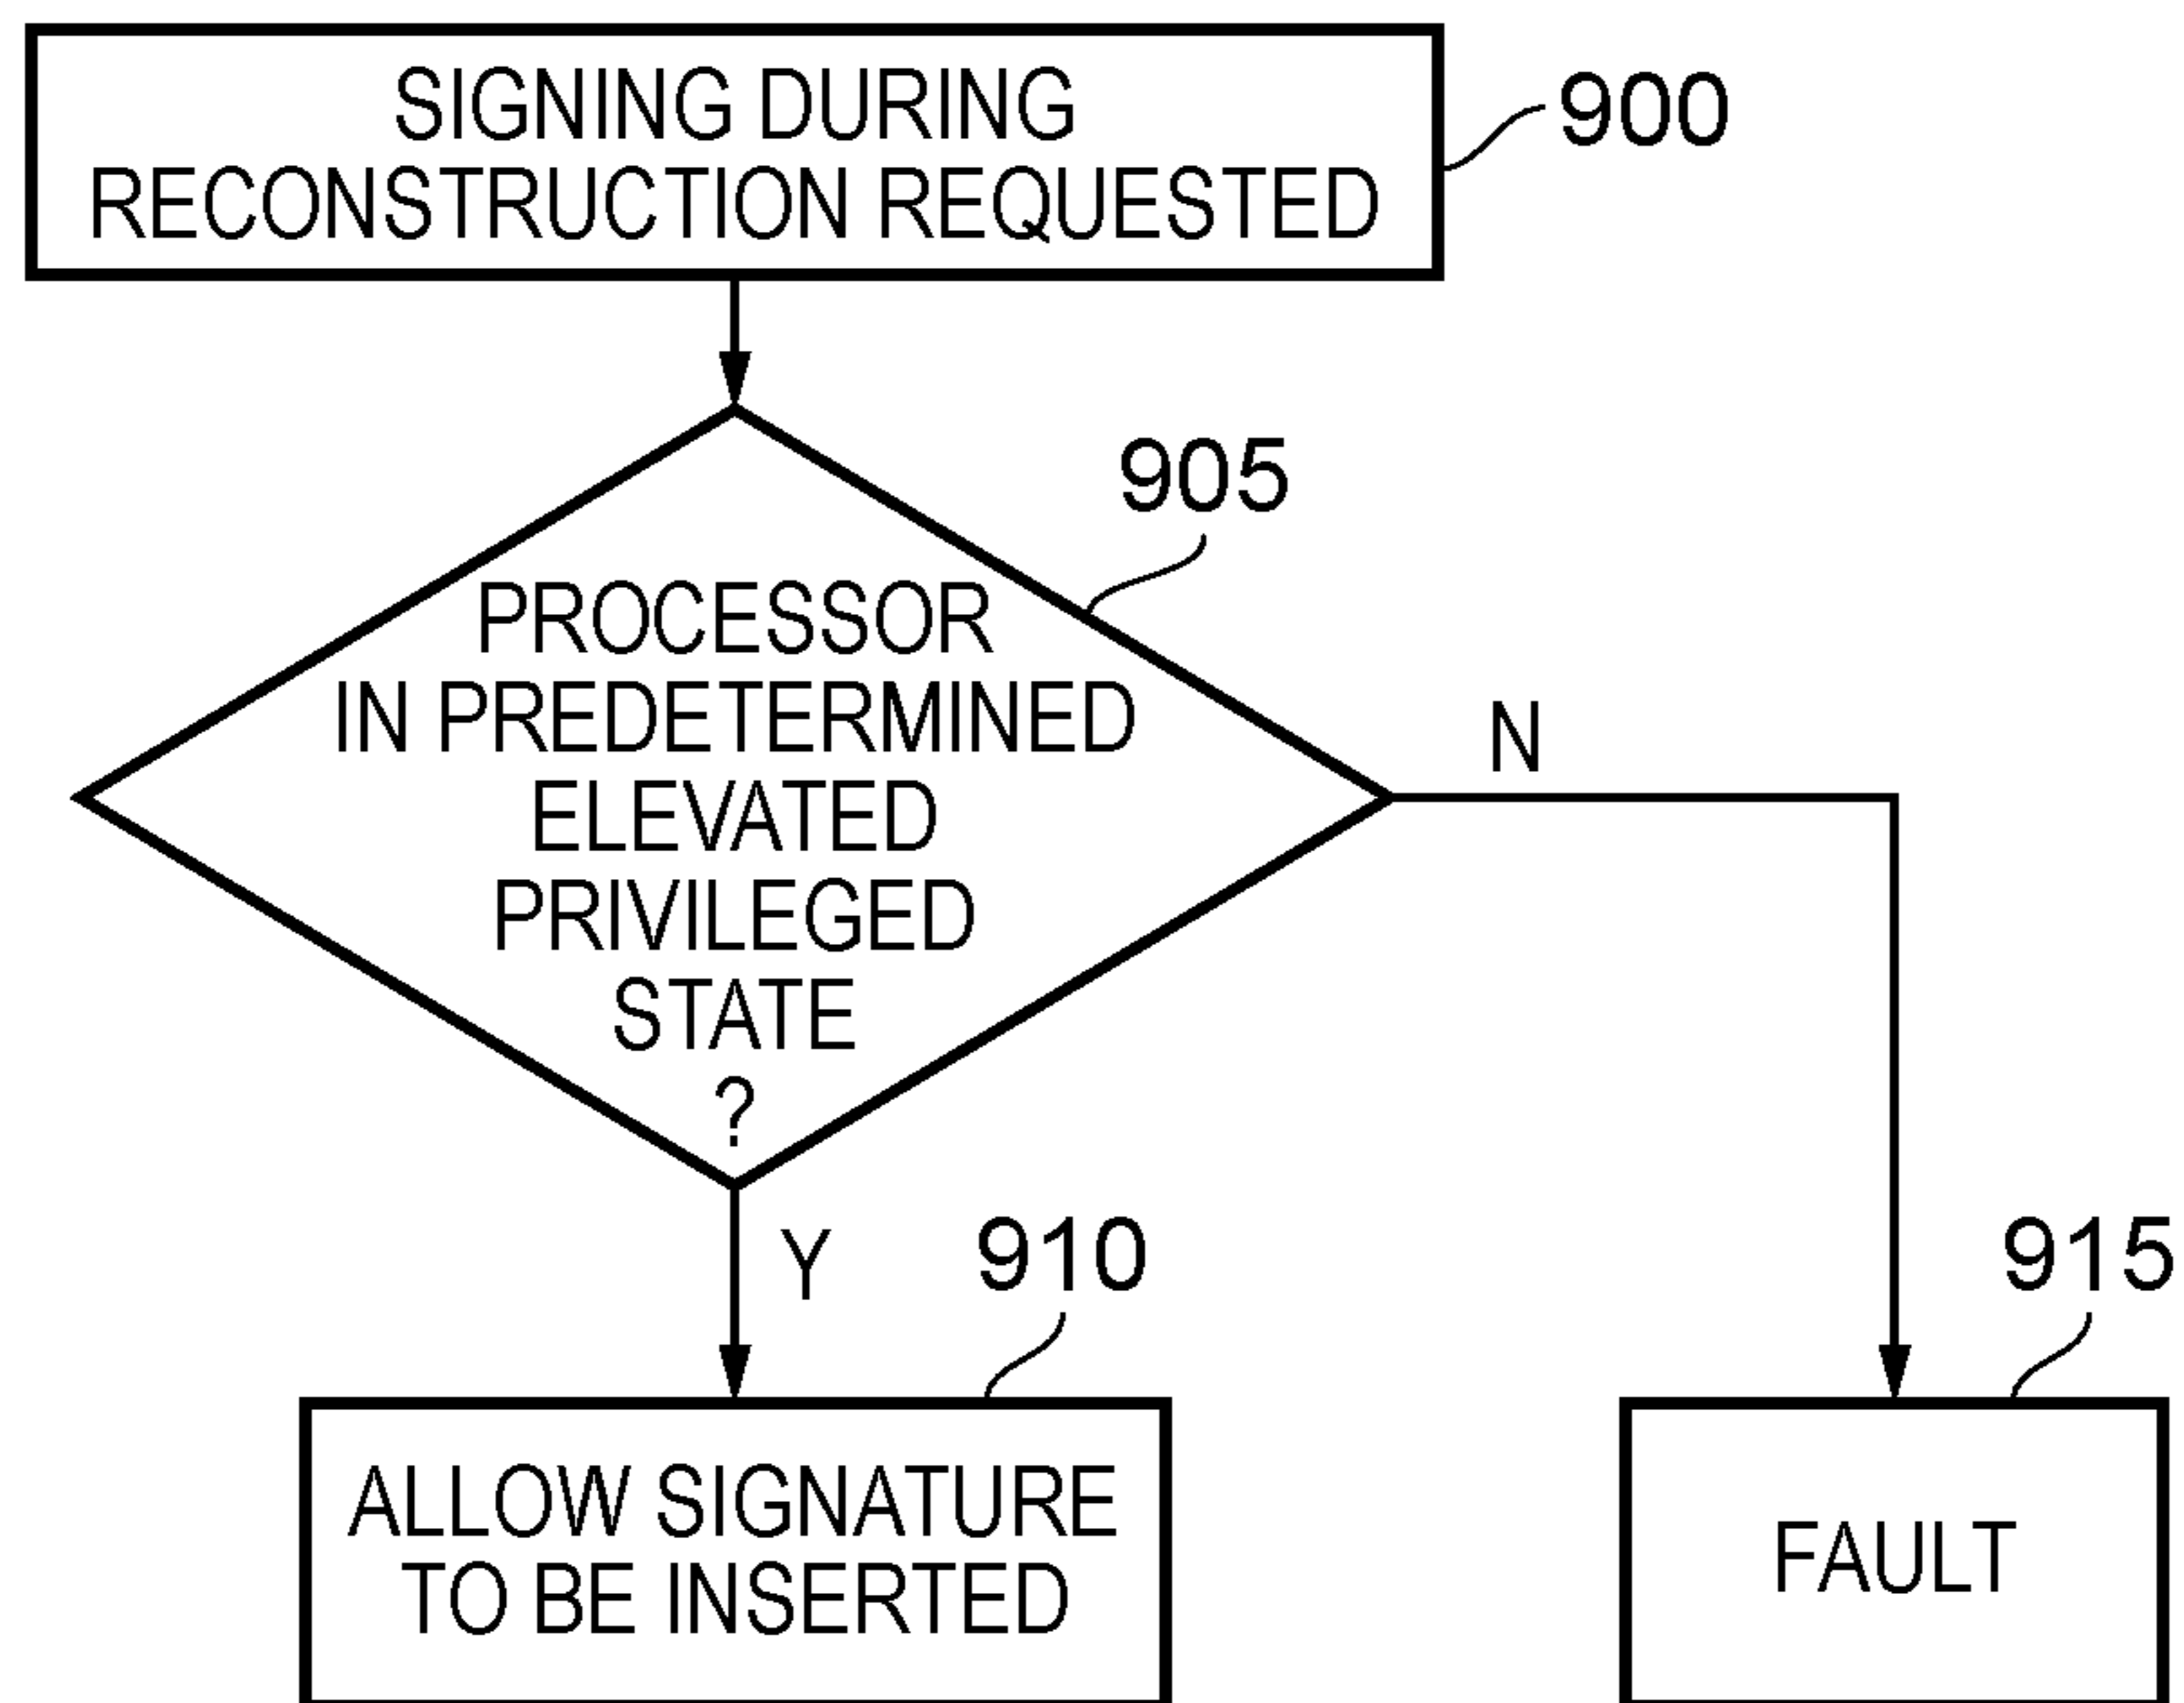 SIGNING DURING
RECONSTRUCTION REQUESTED
900
905
PROCESSOR
IN PREDETERMINED
ELEVATED
PRIVILEGED
STATE
?
N
Y
910
915
ALLOW SIGNATURE
TO BE INSERTED
FAULT